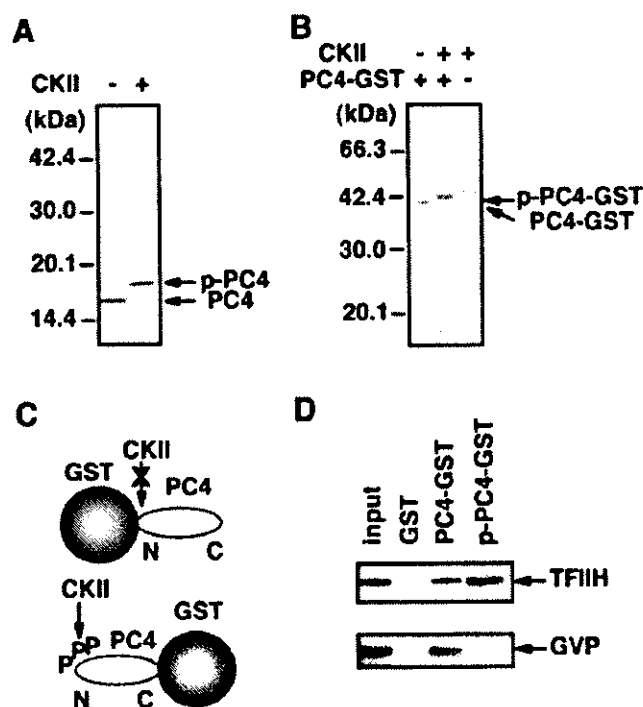 A
CKII - +
(kDa)
42.4
30.0
20.1
14.4
p-PC4
PC4
B
CKII - + +
PC4-GST + + -
(kDa)
66.3
42.4
30.0
20.1
p-PC4-GST
PC4-GST
C
CKII
GST
PC4
N
C
CKII
GST
P P P
PC4
N
C
D
input
GST
PC4-GST
p-PC4-GST
TFIIH
GVP